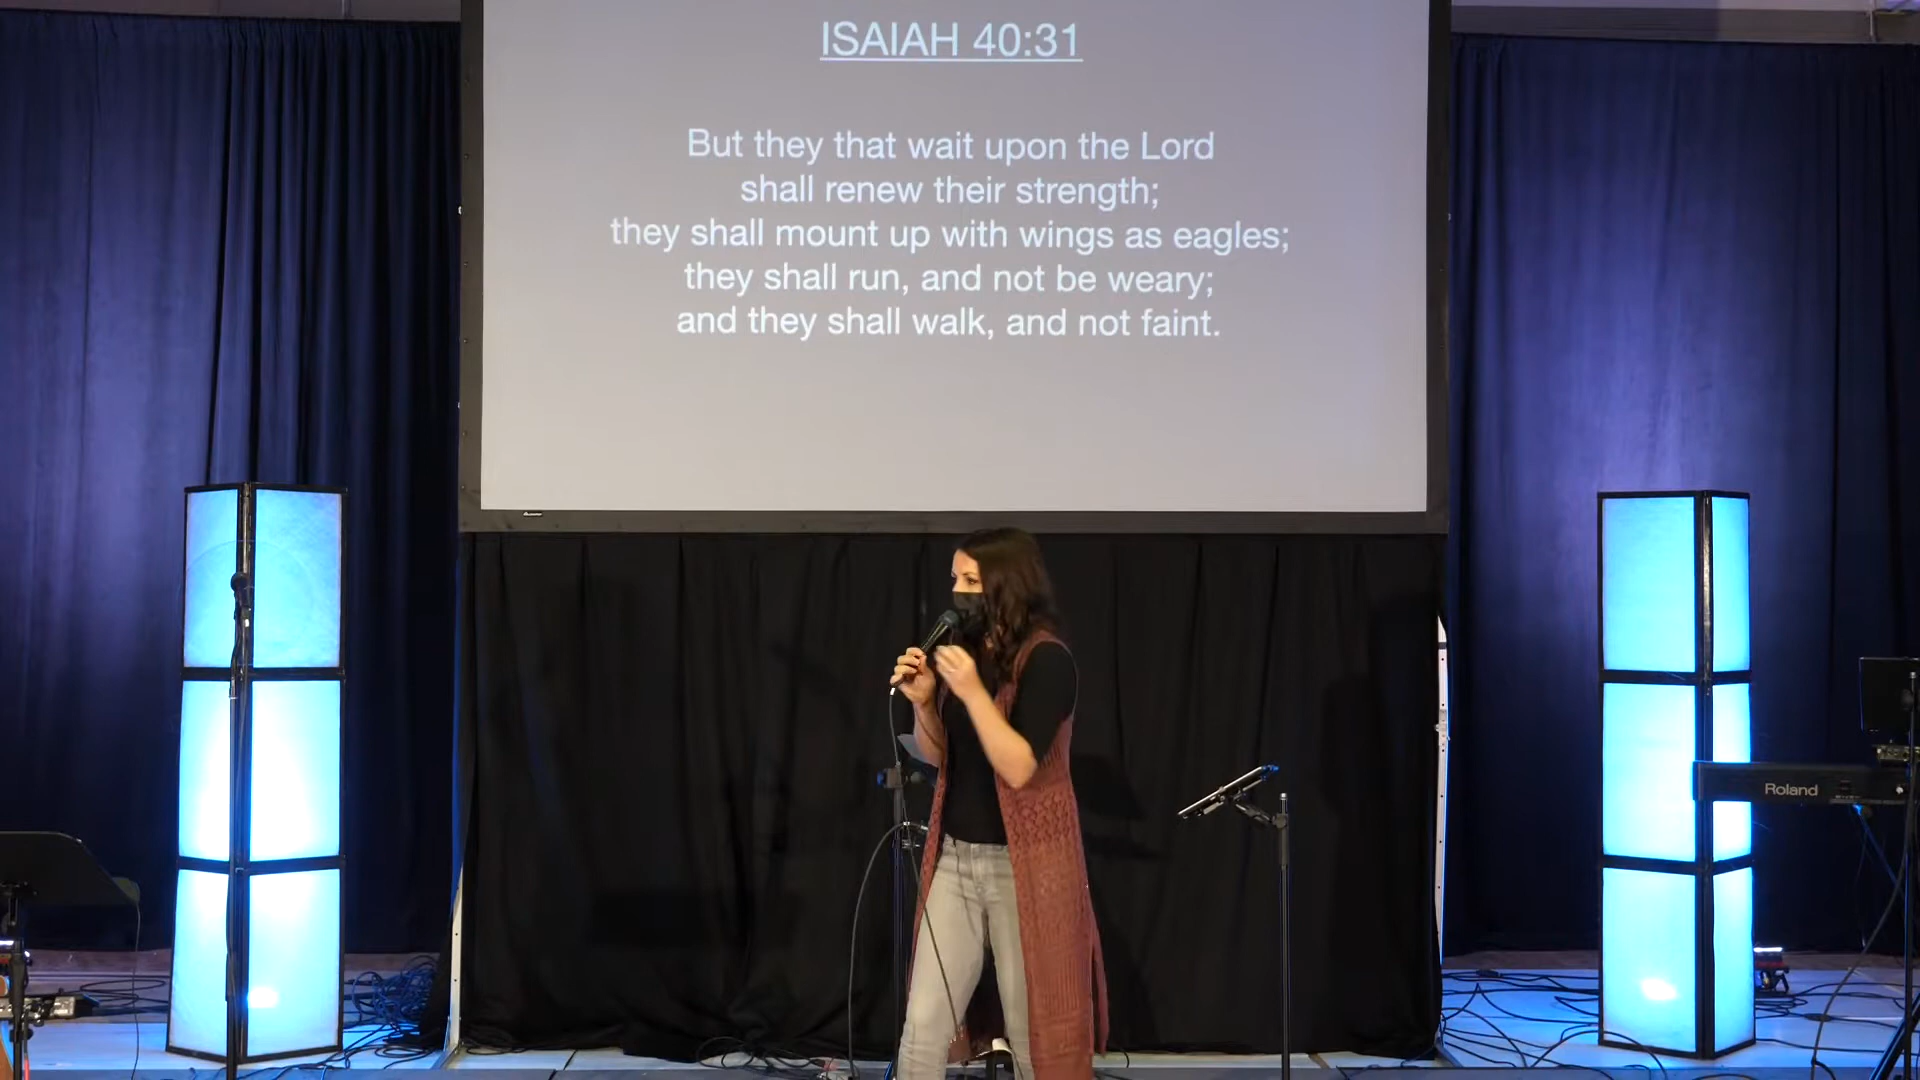 ISAIAH 40:31
But they that wait upon the Lord
shall renew their strength;
they shall mount up with wings as eagles;
they shall run, and not be weary;
and they shall walk, and not faint.
Roland